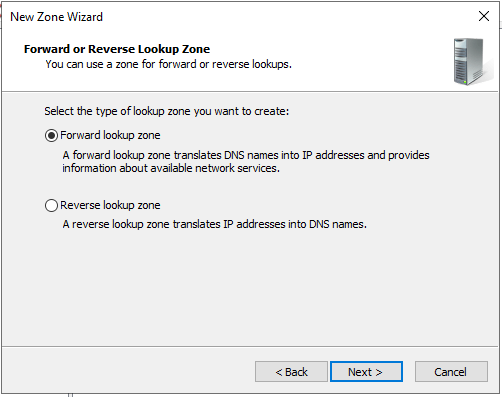 New Zone Wizard
Forward or Reverse Lookup Zone
You can use a zone for forward or reverse lookups.
Select the type of lookup zone you want to create:
Forward lookup zone
A forward lookup zone translates DNS names into IP addresses and provides
information about available network services.
Reverse lookup zone
A reverse lookup zone translates IP addresses into DNS names.
< Back Next > Cancel